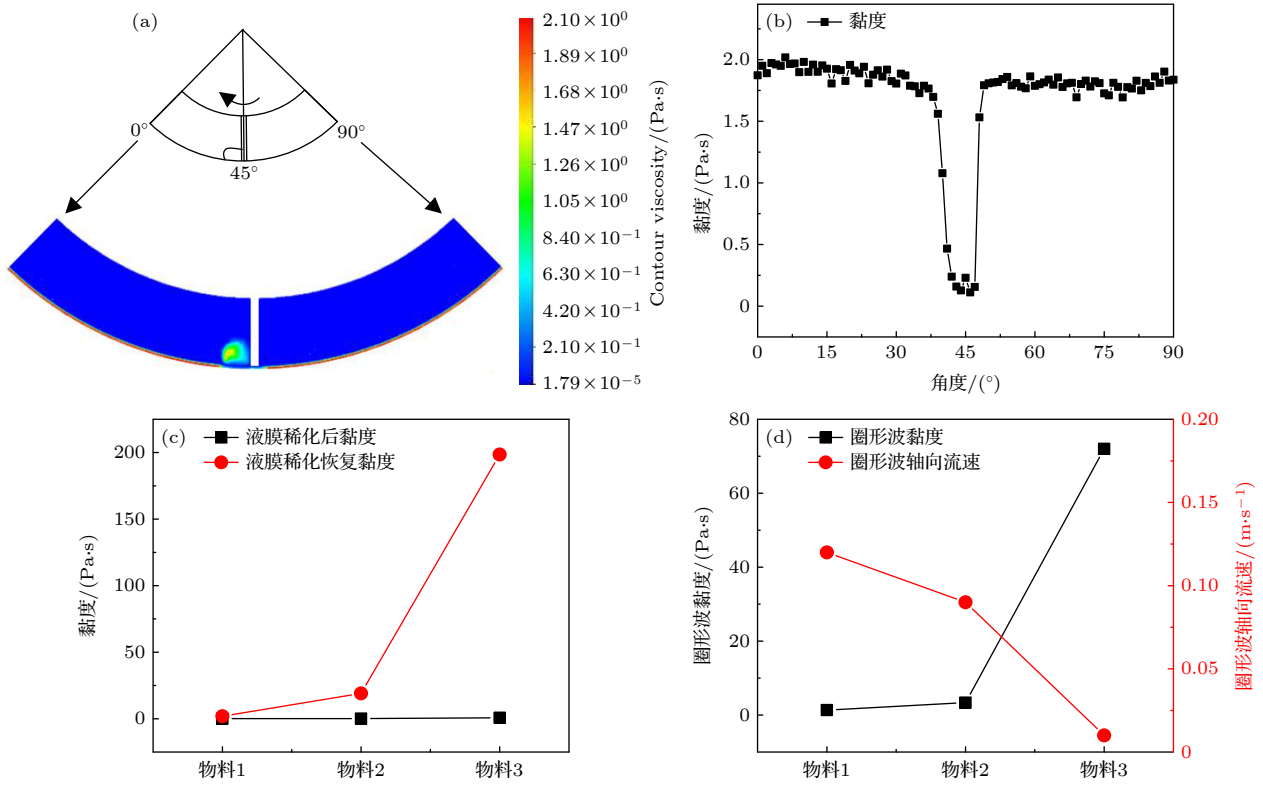 (a)
0°
45°
90°
2.10×10⁰
1.89×10⁰
1.68×10⁰
1.47×10⁰
1.26×10⁰
1.05×10⁰
8.40×10⁻¹
6.30×10⁻¹
4.20×10⁻¹
2.10×10⁻¹
1.79×10⁻⁵
Contour viscosity/(Pa·s)
(b)
黏度
2.0
1.5
1.0
0.5
0
黏度/(Pa·s)
0 15 30 45 60 75 90
角度/(°)
(c)
液膜稀化后黏度
液膜稀化恢复黏度
200
150
100
50
0
黏度/(Pa·s)
物料1 物料2 物料3
(d)
圈形波黏度
圈形波轴向流速
80
60
40
20
0
圈形波黏度/(Pa·s)
0.20
0.15
0.10
0.05
0
圈形波轴向流速/(m·s⁻¹)
物料1 物料2 物料3